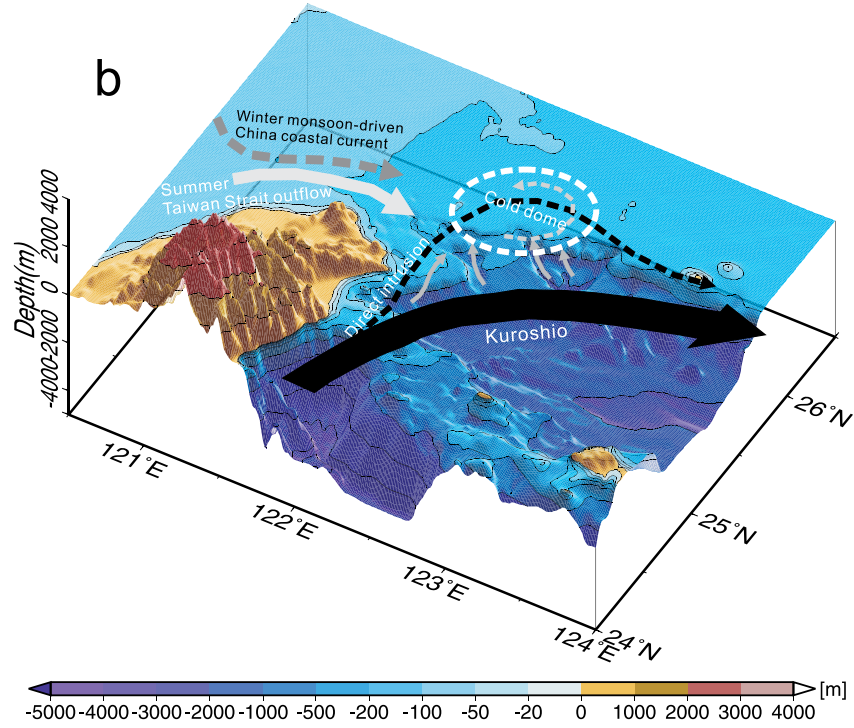 b
Winter monsoon-driven
China coastal current
Summer
Taiwan Strait outflow
Cold dome
Direct intrusion
Kuroshio
Depth(m)
4000
2000
0
-2000
-4000
121°E
122°E
123°E
124°E
24°N
25°N
26°N
-5000 -4000 -3000 -2000 -1000 -500 -200 -100 -50 -20 0 1000 2000 3000 4000 [m]